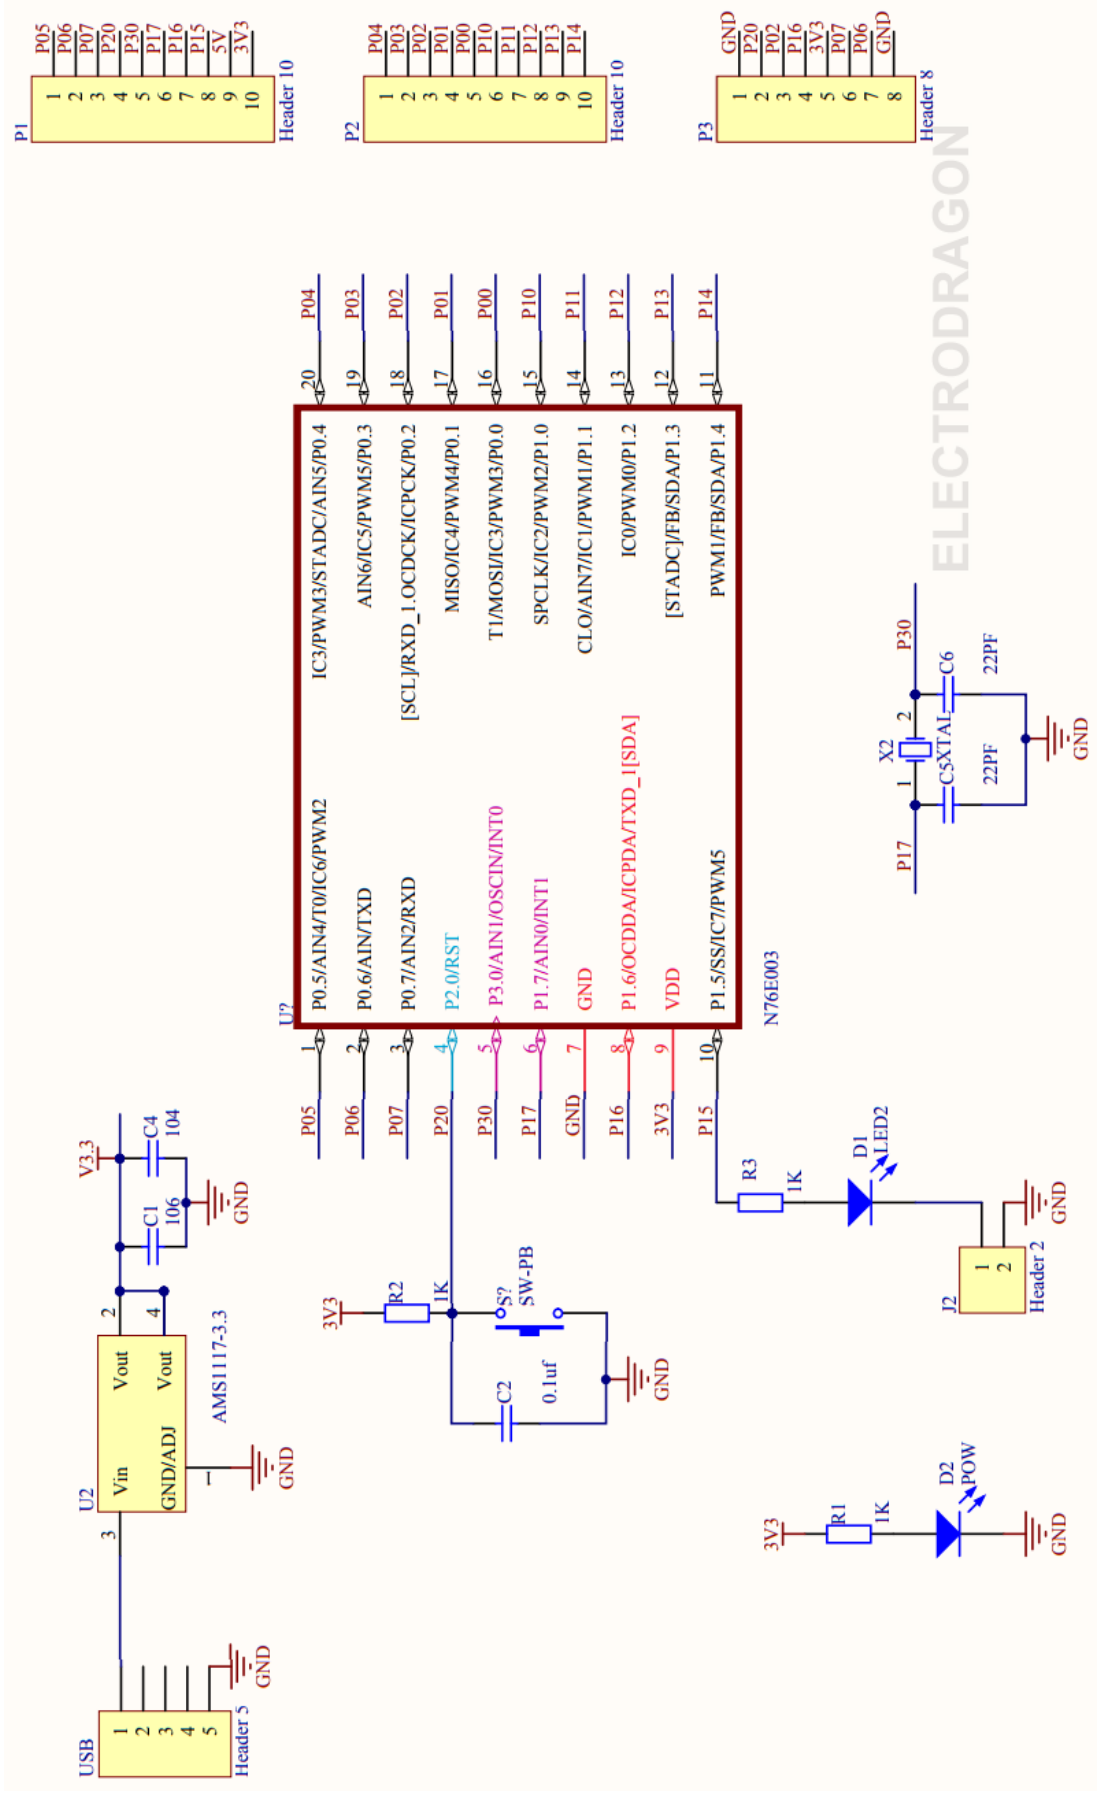 USB
1
2
3
4
5
Header 5
GND
U2
3
Vin
Vout
2
GND/ADJ
Vout
4
1
AMS1117-3.3
GND
V3.3
C1
106
C4
104
GND
3V3
R2
1K
S?
SW-PB
C2
0.1uf
GND
3V3
R1
1K
D2
POW
GND
U?
P05
1
P0.5/AIN4/T0/IC6/PWM2
P06
2
P0.6/AIN/TXD
P07
3
P0.7/AIN2/RXD
P20
4
P2.0/RST
P30
5
P3.0/AIN1/OSCIN/INT0
P17
6
P1.7/AIN0/INT1
GND
7
GND
P16
8
P1.6/OCDDA/ICPDA/TXD_1[SDA]
3V3
9
VDD
P15
10
P1.5/SS/IC7/PWM5
IC3/PWM3/STADC/AIN5/P0.4
20
P04
AIN6/IC5/PWM5/P0.3
19
P03
[SCL]/RXD_1.OCDCK/ICPCK/P0.2
18
P02
MISO/IC4/PWM4/P0.1
17
P01
T1/MOSI/IC3/PWM3/P0.0
16
P00
SPCLK/IC2/PWM2/P1.0
15
P10
CLO/AIN7/IC1/PWM1/P1.1
14
P11
IC0/PWM0/P1.2
13
P12
[STADC]/FB/SDA/P1.3
12
P13
PWM1/FB/SDA/P1.4
11
P14
N76E003
R3
1K
D1
LED2
J2
1
2
Header 2
GND
P17
1
X2
XTAL
2
P30
C5
22PF
C6
22PF
GND
P1
1 P05
2 P06
3 P07
4 P20
5 P30
6 P17
7 P16
8 P15
9 5V
10 3V3
Header 10
P2
1 P04
2 P03
3 P02
4 P01
5 P00
6 P10
7 P11
8 P12
9 P13
10 P14
Header 10
P3
1 GND
2 P20
3 P02
4 P16
5 3V3
6 P07
7 P06
8 GND
Header 8
ELECTRODRAGON